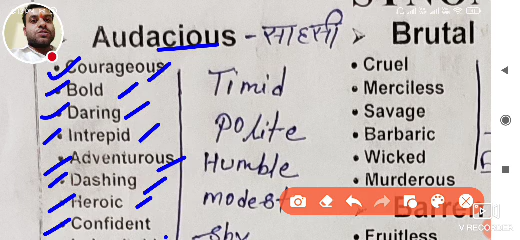 Audacious - साहसी
• Courageous
• Bold
• Daring
• Intrepid
• Adventurous
• Dashing
• Heroic
• Confident
Timid
Polite
Humble
modest
shy
➢ Brutal
• Cruel
• Merciless
• Savage
• Barbaric
• Wicked
• Murderous
• Fruitless